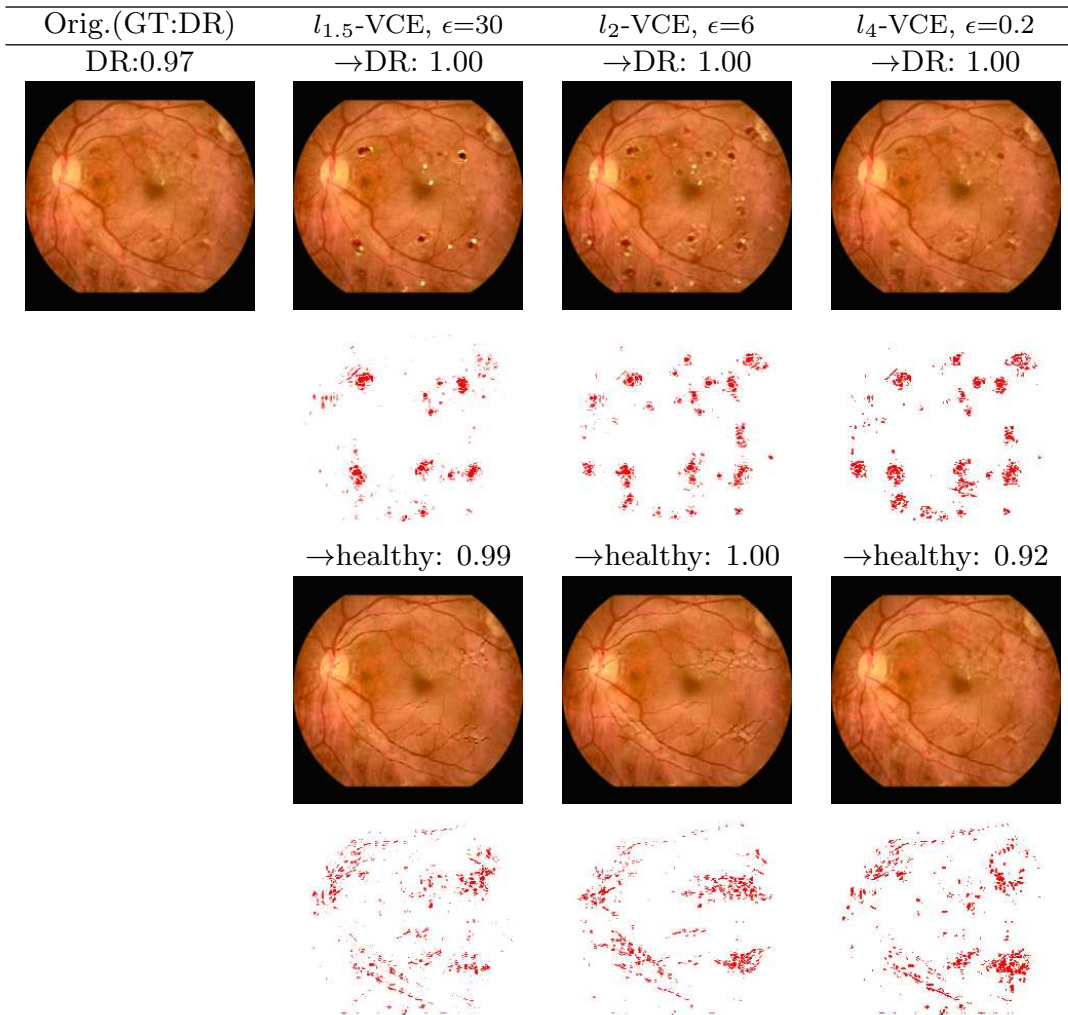 Orig.(GT:DR) l1.5-VCE, ϵ=30 l2-VCE, ϵ=6 l4-VCE, ϵ=0.2
DR:0.97 →DR: 1.00 →DR: 1.00 →DR: 1.00
→healthy: 0.99 →healthy: 1.00 →healthy: 0.92